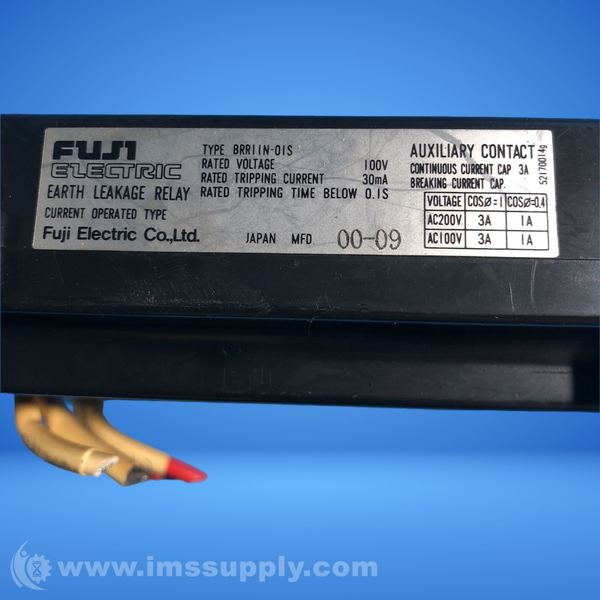 FUJI
ELECTRIC
EARTH LEAKAGE RELAY
CURRENT OPERATED TYPE
Fuji Electric Co.,Ltd.
TYPE BRR11N-01S
RATED VOLTAGE 100V
RATED TRIPPING CURRENT 30mA
RATED TRIPPING TIME BELOW 0.1S
JAPAN MFD 00-09
AUXILIARY CONTACT
CONTINUOUS CURRENT CAP 3A
BREAKING CURRENT CAP.
VOLTAGE COSØ=1 COSØ=0.4
AC200V 3A 1A
AC100V 3A 1A
52170014g
www.imssupply.com